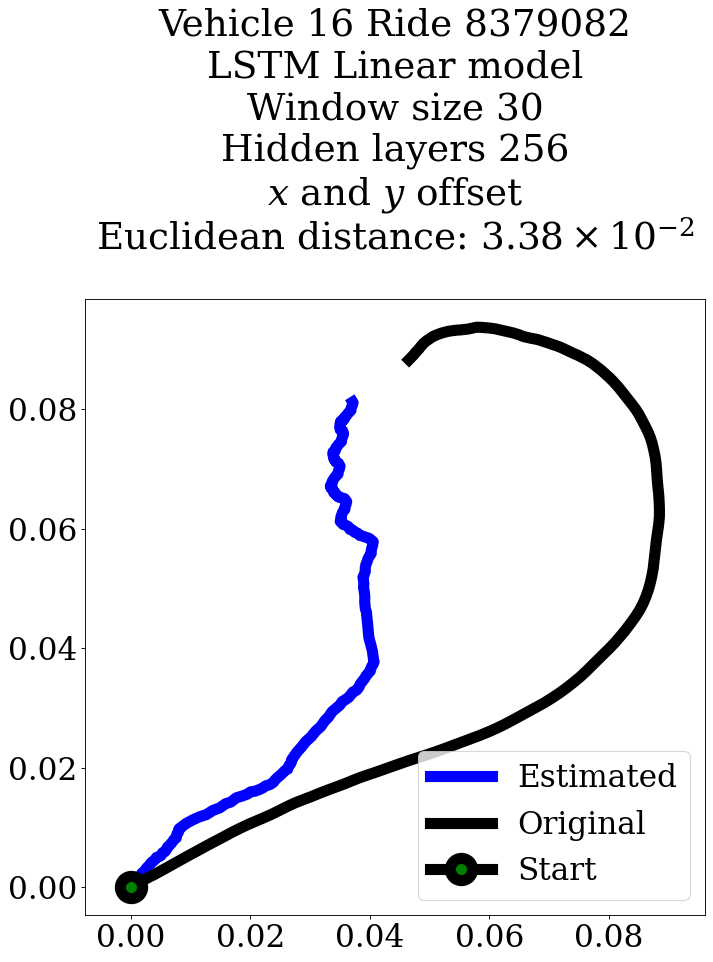 Vehicle 16 Ride 8379082
LSTM Linear model
Window size 30
Hidden layers 256
x and y offset
Euclidean distance: 3.38 × 10⁻²
0.08
0.06
0.04
0.02
0.00
Estimated
Original
Start
0.00 0.02 0.04 0.06 0.08